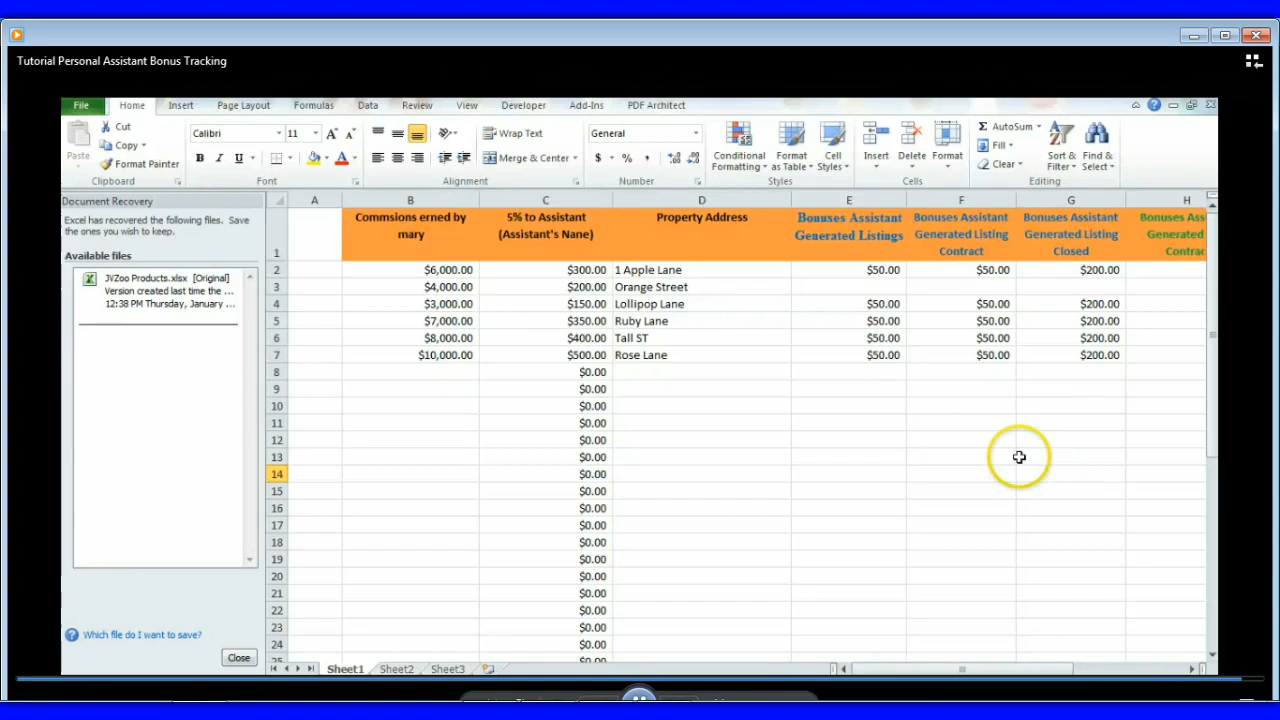 Tutorial Personal Assistant Bonus Tracking
File Home Insert Page Layout Formulas Data Review View Developer Add-Ins PDF Architect
Paste
Cut
Copy
Format Painter
Clipboard
Calibri 11
B I U
Font
Wrap Text
Merge & Center
Alignment
General
$ % ,
Number
Conditional Formatting
Format as Table
Cell Styles
Styles
Insert Delete Format
Cells
Σ AutoSum
Fill
Clear
Sort & Filter
Find & Select
Editing
Document Recovery
Excel has recovered the following files. Save
the ones you wish to keep.
Available files
JVZoo Products.xlsx [Original]
Version created last time the ...
12:38 PM Thursday, January ...
Which file do I want to save?
Close
A B C D E F G H
1 Commsions erned by mary 5% to Assistant (Assistant's Nane) Property Address Bonuses Assistant Generated Listings Bonuses Assistant Generated Listing Contract Bonuses Assistant Generated Listing Closed Bonuses Ass Generated Contrac
2 $6,000.00 $300.00 1 Apple Lane $50.00 $50.00 $200.00
3 $4,000.00 $200.00 Orange Street
4 $3,000.00 $150.00 Lollipop Lane $50.00 $50.00 $200.00
5 $7,000.00 $350.00 Ruby Lane $50.00 $50.00 $200.00
6 $8,000.00 $400.00 Tall ST $50.00 $50.00 $200.00
7 $10,000.00 $500.00 Rose Lane $50.00 $50.00 $200.00
8 $0.00
9 $0.00
10 $0.00
11 $0.00
12 $0.00
13 $0.00
14 $0.00
15 $0.00
16 $0.00
17 $0.00
18 $0.00
19 $0.00
20 $0.00
21 $0.00
22 $0.00
23 $0.00
24 $0.00
25 $0.00
Sheet1 Sheet2 Sheet3